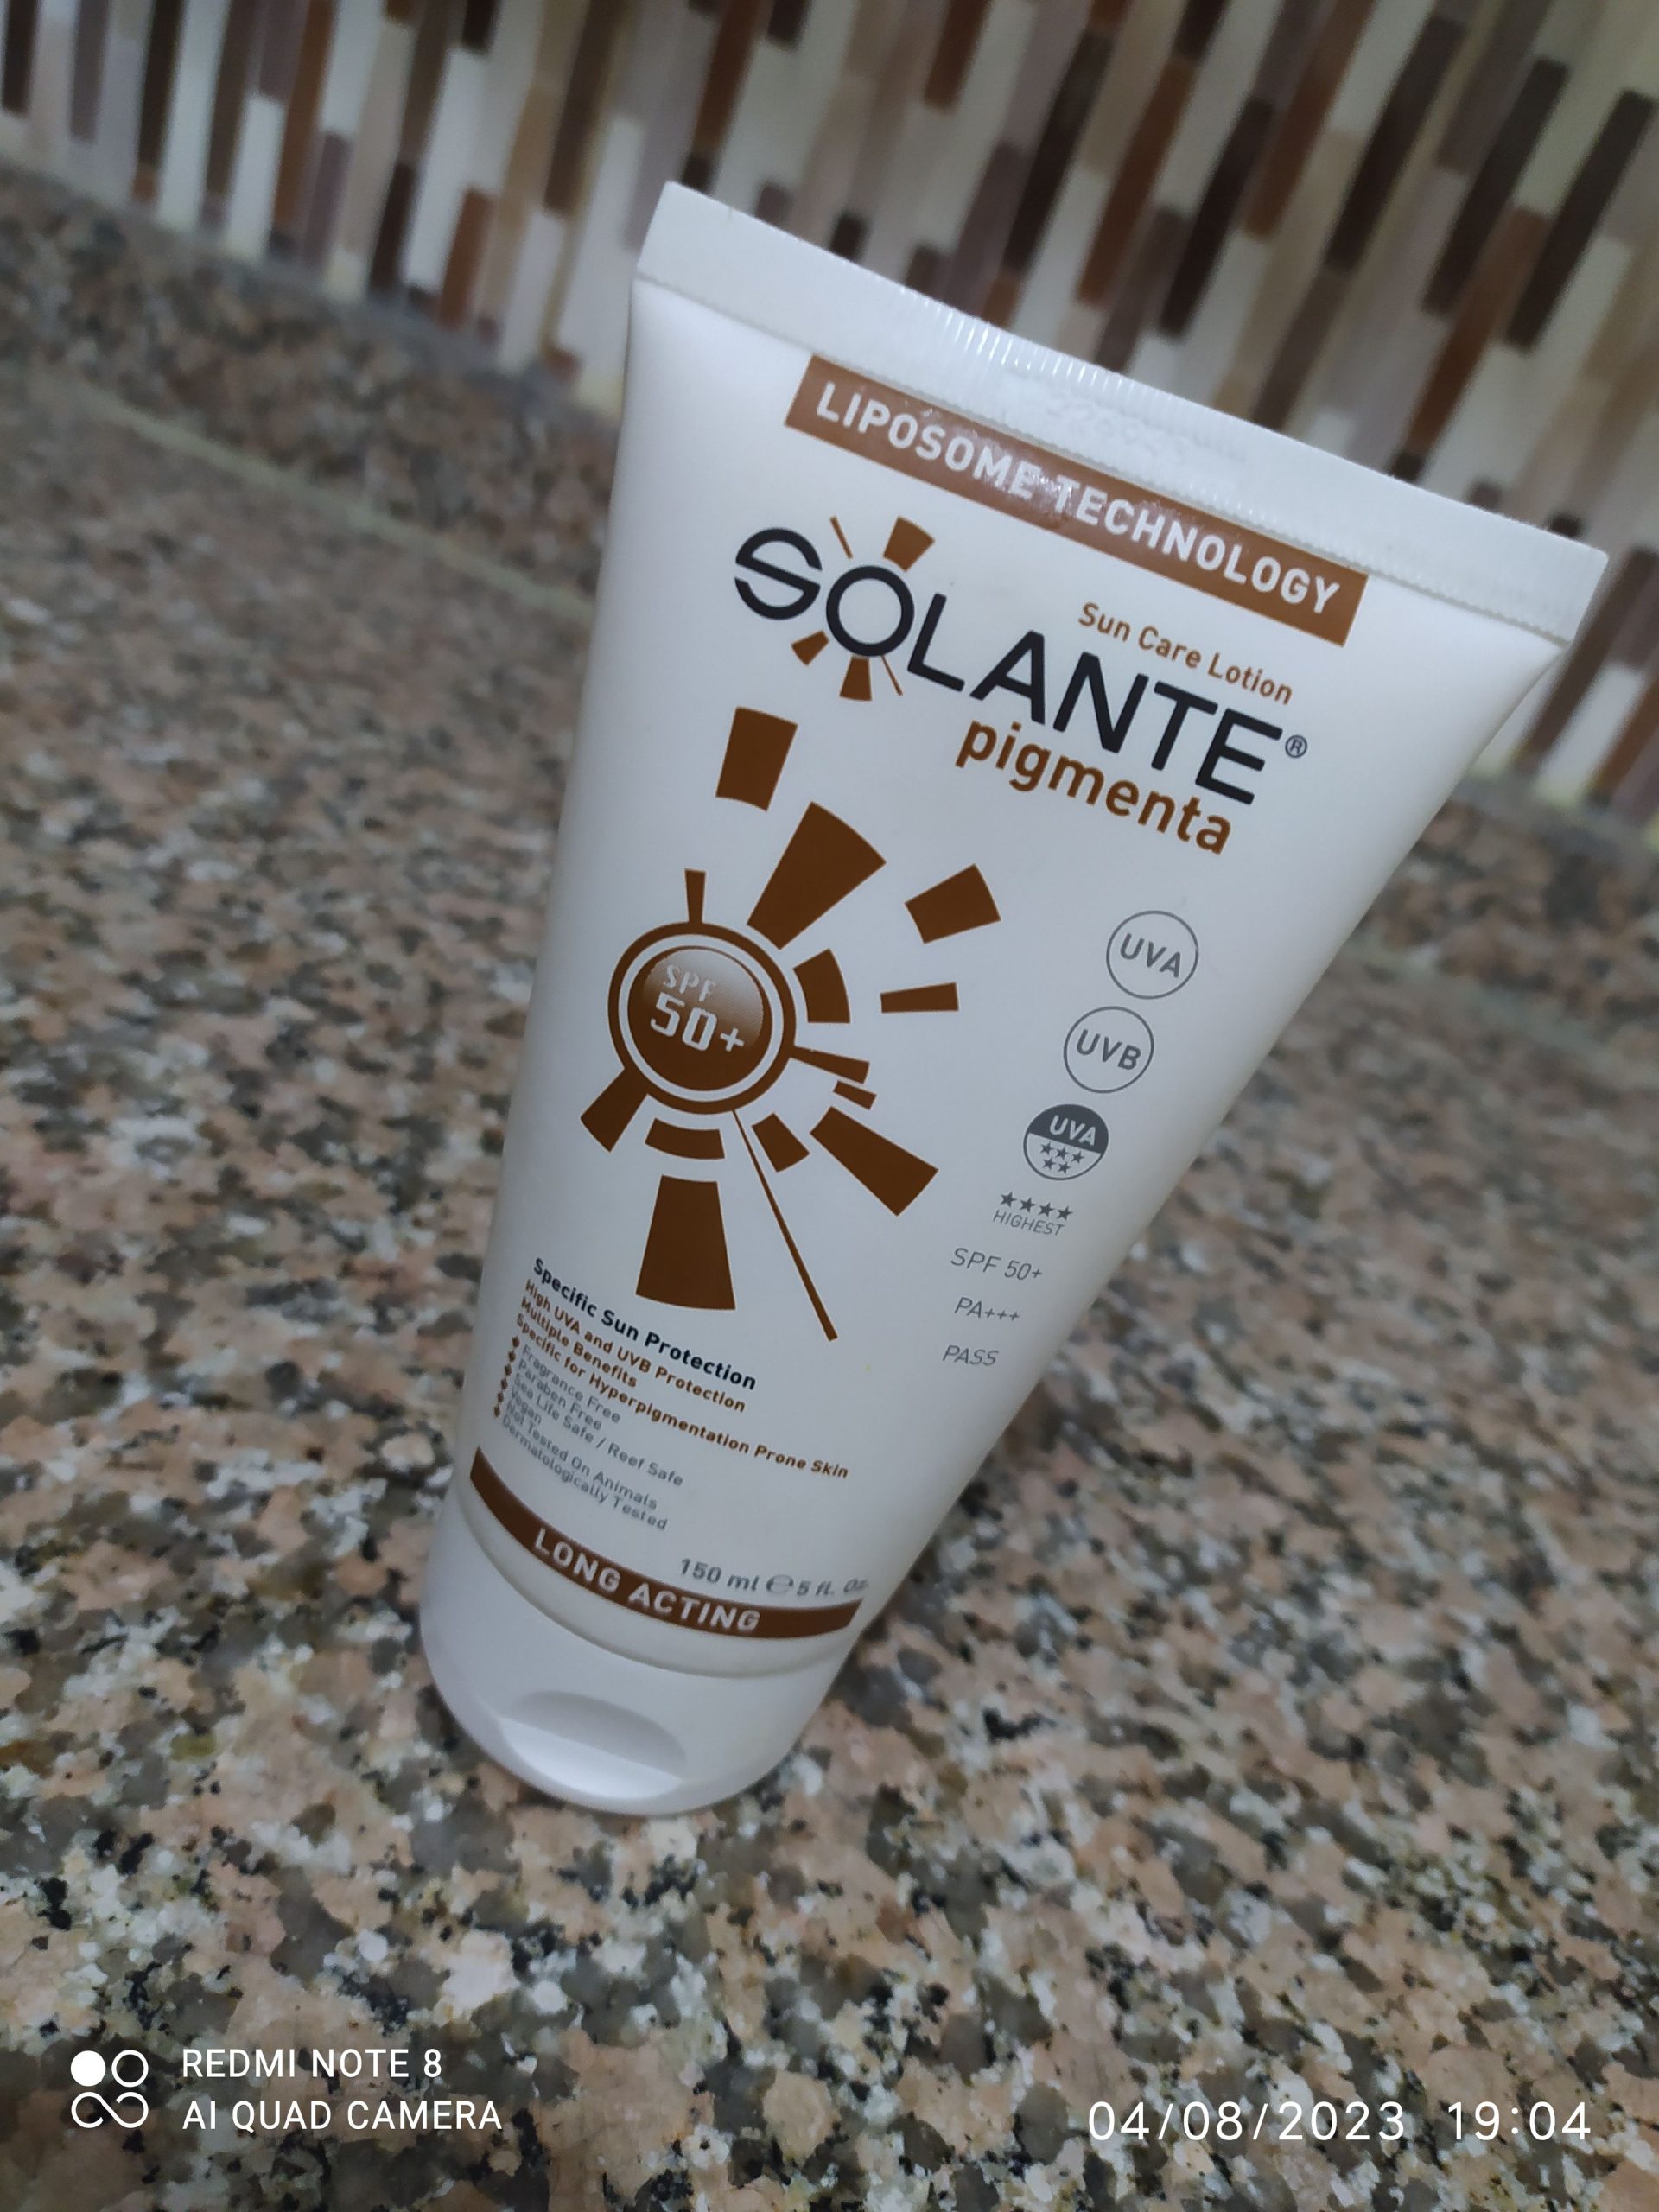 LIPOSOME TECHNOLOGY
Sun Care Lotion
SOLANTE®
pigmenta
SPF
50+
UVA
UVB
UVA
HIGHEST
SPF 50+
PA+++
PASS
Specific Sun Protection
High UVA and UVB Protection
Multiple Benefits
Specific for Hyperpigmentation Prone Skin
Fragrance Free
Paraben Free
Sea Life Safe / Reef Safe
Vegan
Not Tested On Animals
Dermatologically Tested
150 ml ℮ 5 fl. Oz.
LONG ACTING
REDMI NOTE 8
AI QUAD CAMERA
04/08/2023 19:04